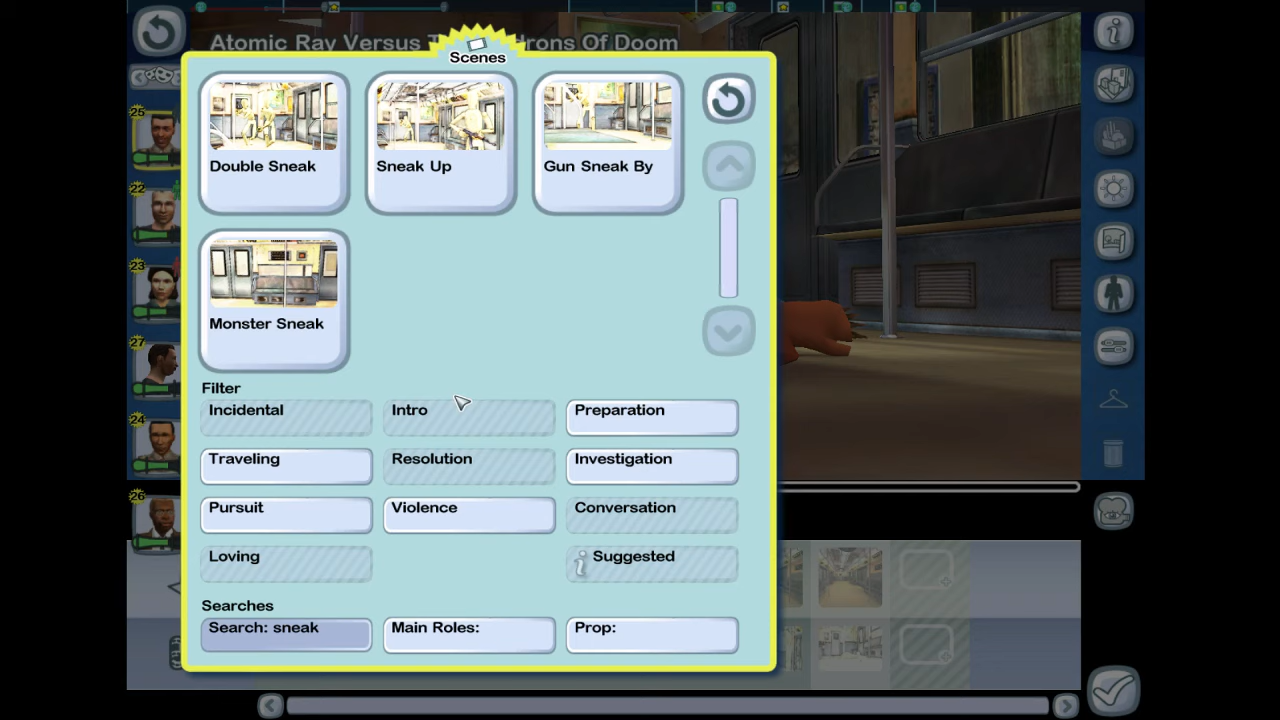 Atomic Ray Versus T trons Of Doom
Scenes
Double Sneak
Sneak Up
Gun Sneak By
Monster Sneak
25
22
23
27
24
26
Filter
Incidental
Intro
Preparation
Traveling
Resolution
Investigation
Pursuit
Violence
Conversation
Loving
Suggested
Searches
Search: sneak
Main Roles:
Prop: